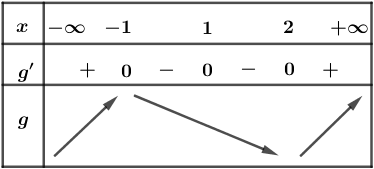 x −∞ −1 1 2 +∞
g′ + 0 − 0 − 0 +
g